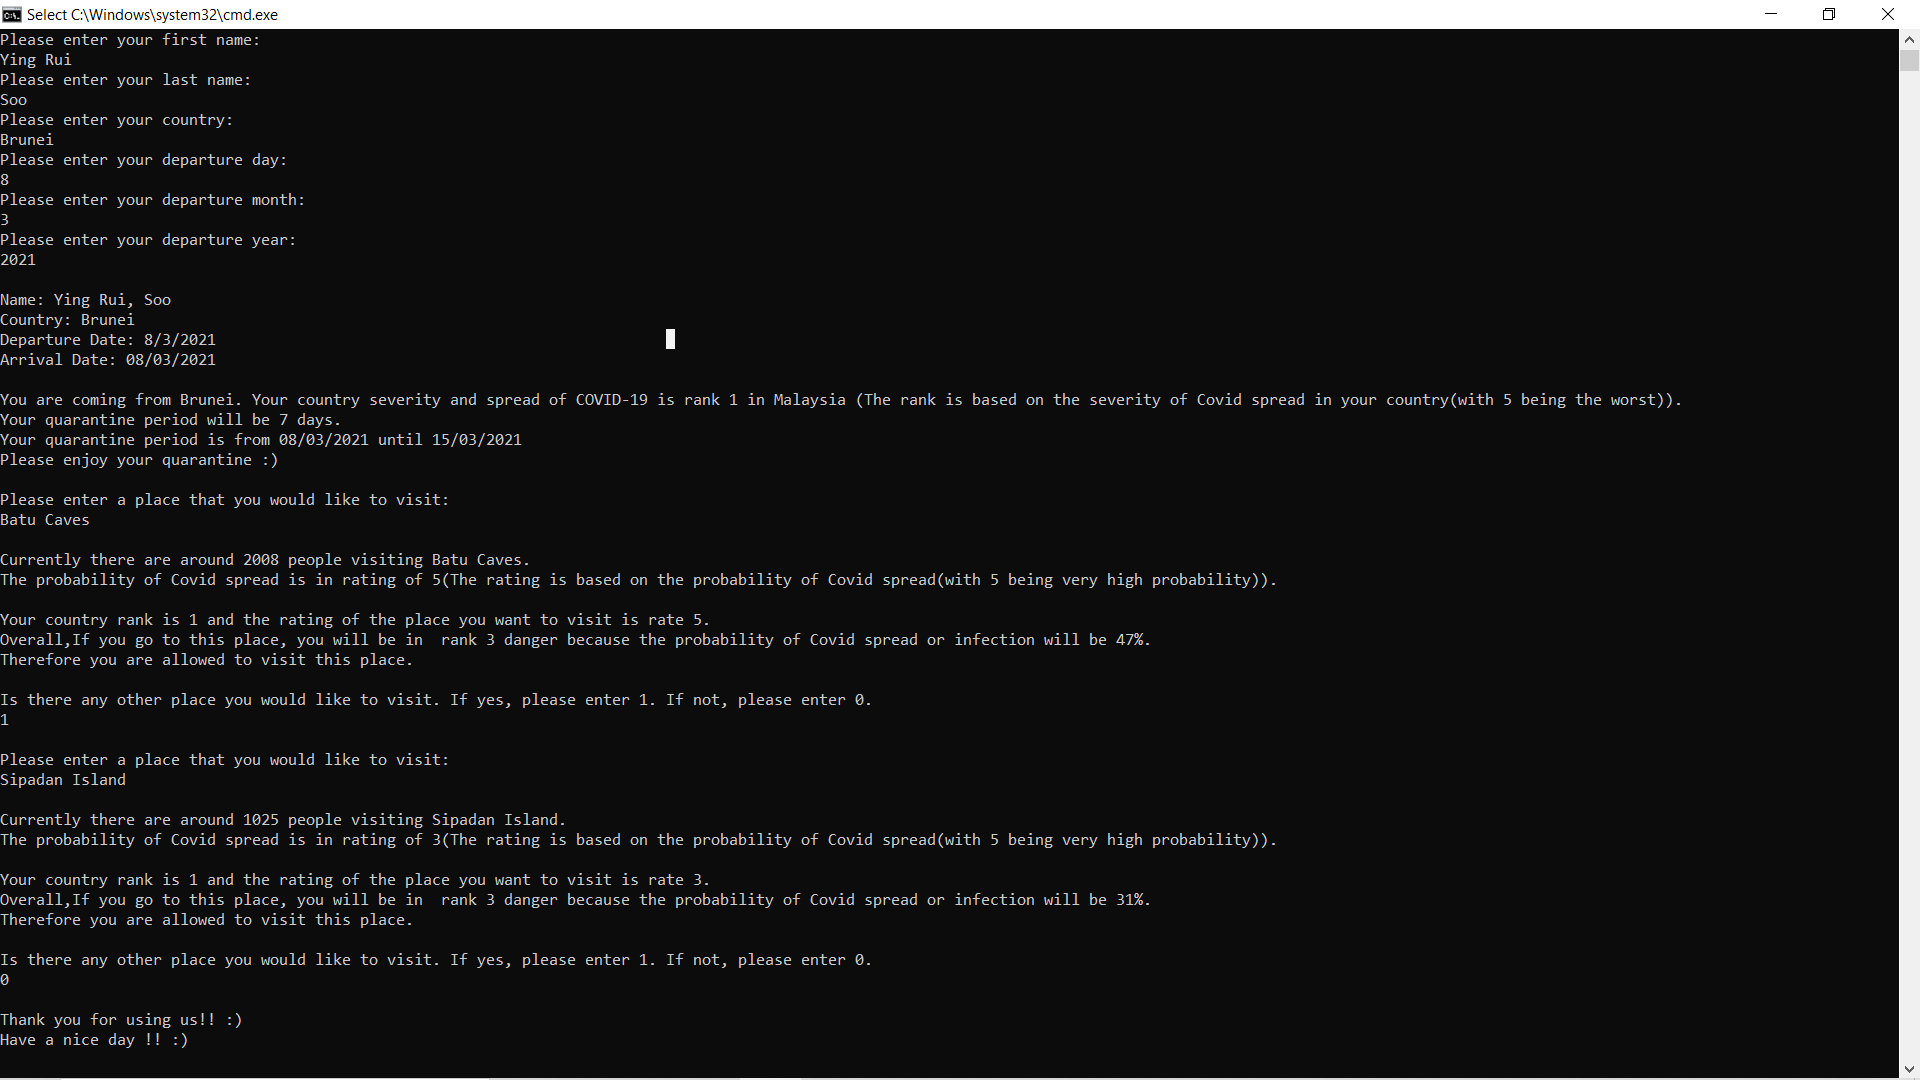 Select C:\Windows\system32\cmd.exe
Please enter your first name:
Ying Rui
Please enter your last name:
Soo
Please enter your country:
Brunei
Please enter your departure day:
8
Please enter your departure month:
3
Please enter your departure year:
2021
Name: Ying Rui, Soo
Country: Brunei
Departure Date: 8/3/2021
Arrival Date: 08/03/2021
You are coming from Brunei. Your country severity and spread of COVID-19 is rank 1 in Malaysia (The rank is based on the severity of Covid spread in your country(with 5 being the worst)).
Your quarantine period will be 7 days.
Your quarantine period is from 08/03/2021 until 15/03/2021
Please enjoy your quarantine :)
Please enter a place that you would like to visit:
Batu Caves
Currently there are around 2008 people visiting Batu Caves.
The probability of Covid spread is in rating of 5(The rating is based on the probability of Covid spread(with 5 being very high probability)).
Your country rank is 1 and the rating of the place you want to visit is rate 5.
Overall,If you go to this place, you will be in  rank 3 danger because the probability of Covid spread or infection will be 47%.
Therefore you are allowed to visit this place.
Is there any other place you would like to visit. If yes, please enter 1. If not, please enter 0.
1
Please enter a place that you would like to visit:
Sipadan Island
Currently there are around 1025 people visiting Sipadan Island.
The probability of Covid spread is in rating of 3(The rating is based on the probability of Covid spread(with 5 being very high probability)).
Your country rank is 1 and the rating of the place you want to visit is rate 3.
Overall,If you go to this place, you will be in  rank 3 danger because the probability of Covid spread or infection will be 31%.
Therefore you are allowed to visit this place.
Is there any other place you would like to visit. If yes, please enter 1. If not, please enter 0.
0
Thank you for using us!! :)
Have a nice day !! :)